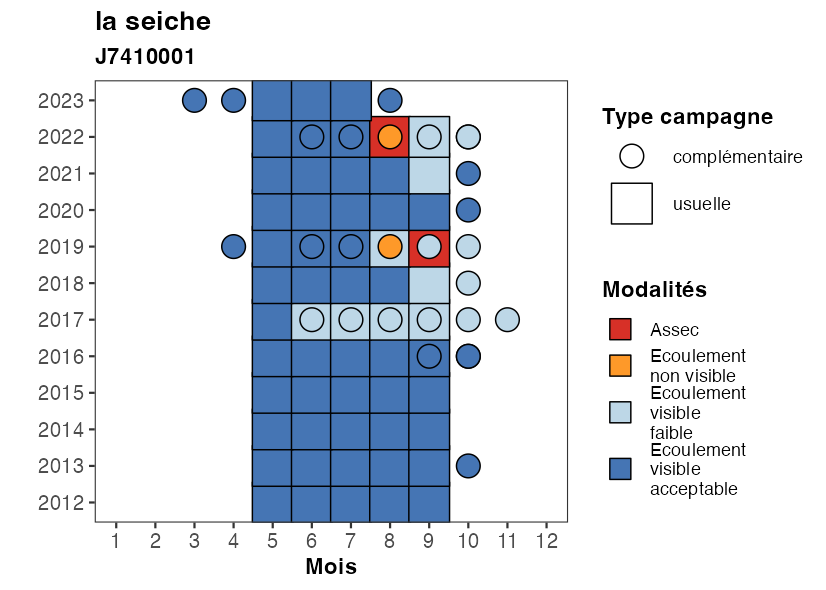 la seiche
J7410001
2023
2022
2021
2020
2019
2018
2017
2016
2015
2014
2013
2012
1 2 3 4 5 6 7 8 9 10 11 12
Mois
Type campagne
complémentaire
usuelle
Modalités
Assec
Ecoulement
non visible
Ecoulement
visible
faible
Ecoulement
visible
acceptable